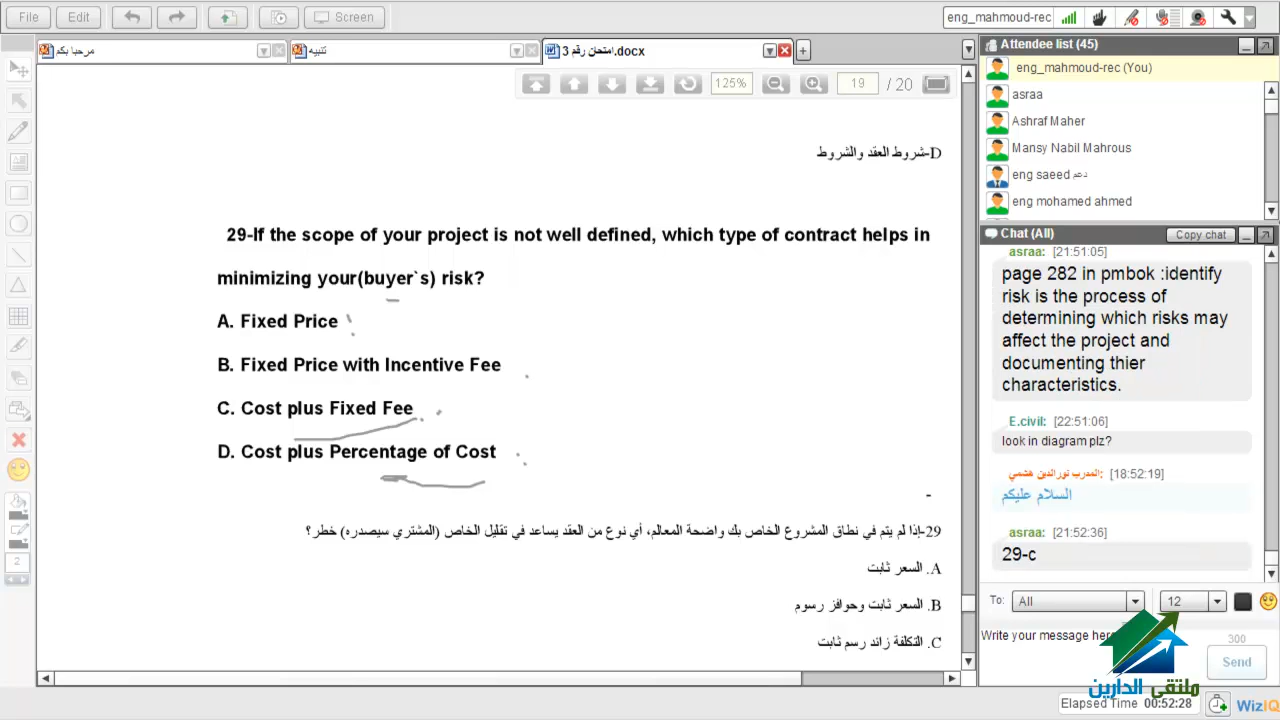 File
Edit
Screen
eng_mahmoud-rec
مرحبا بكم
تنبيه
امتحان رقم 3.docx
125%
19
/ 20
D-شروط العقد والشروط
29-If the scope of your project is not well defined, which type of contract helps in
minimizing your(buyer`s) risk?
A. Fixed Price
B. Fixed Price with Incentive Fee
C. Cost plus Fixed Fee
D. Cost plus Percentage of Cost
-
29-إذا لم يتم في نطاق المشروع الخاص بك واضحة المعالم، أي نوع من العقد يساعد في تقليل الخاص (المشتري سيصدره) خطر؟
A. السعر ثابت
B. السعر ثابت وحوافز رسوم
C. التكلفة زائد رسم ثابت
2
Attendee list (45)
eng_mahmoud-rec (You)
asraa
Ashraf Maher
Mansy Nabil Mahrous
eng saeed دعم
eng mohamed ahmed
Chat (All)
Copy chat
asraa: [21:51:05]
page 282 in pmbok :identify
risk is the process of
determining which risks may
affect the project and
documenting thier
characteristics.
E.civil: [22:51:06]
look in diagram plz?
المدرب نورالدين هشمي: [18:52:19]
السلام عليكم
asraa: [21:52:36]
29-c
To:
All
12
Write your message here
300
Send
ملتقى الدارين
Elapsed Time 00:52:28
WizIQ